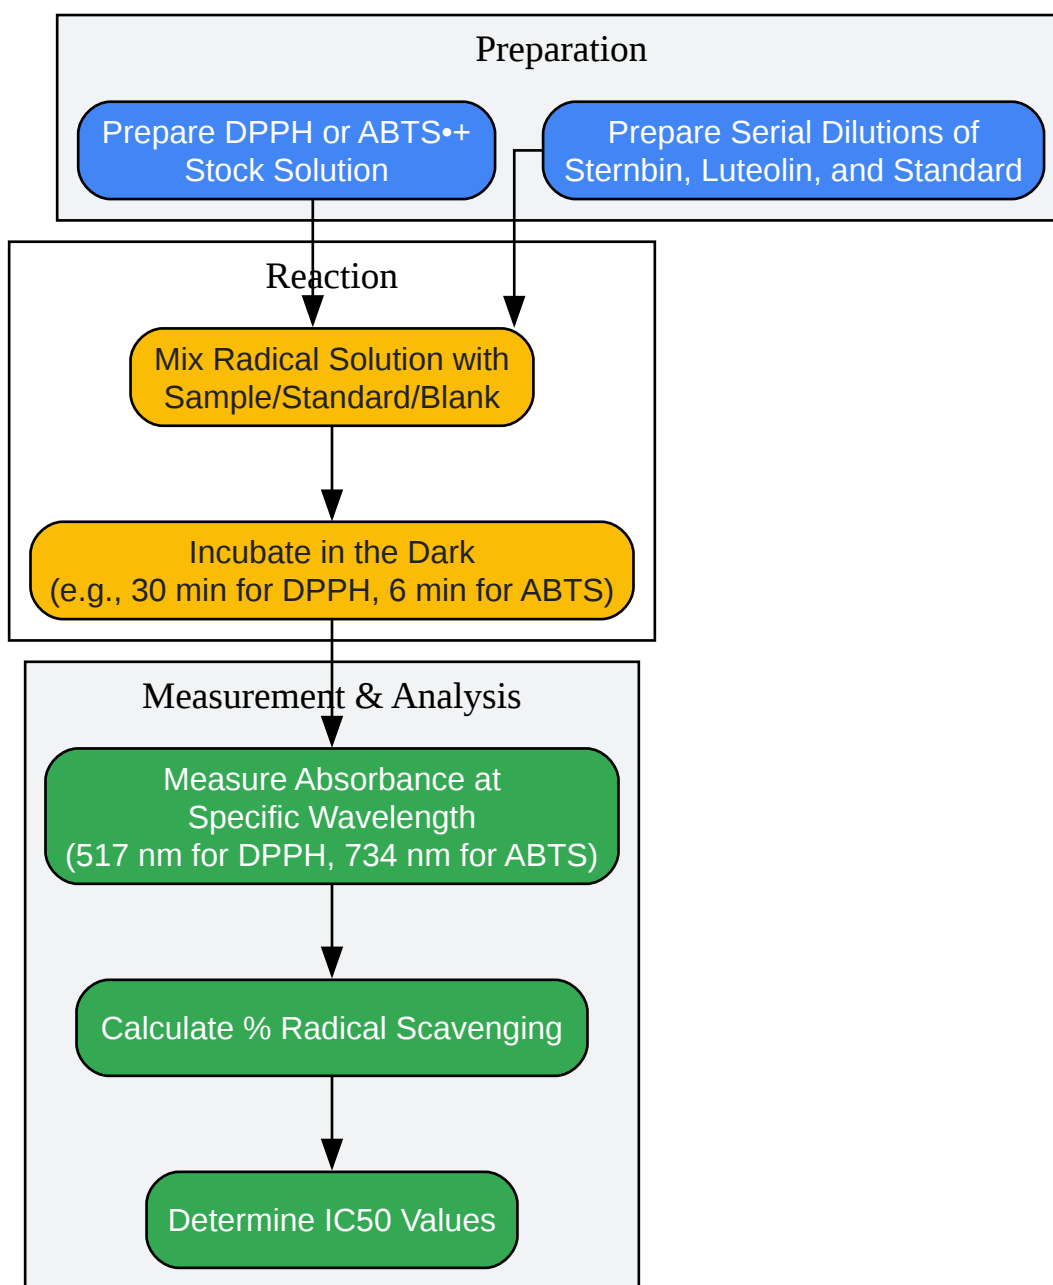 Preparation
Prepare DPPH or ABTS•+
Stock Solution
Prepare Serial Dilutions of
Sternbin, Luteolin, and Standard
Reaction
Mix Radical Solution with
Sample/Standard/Blank
Incubate in the Dark
(e.g., 30 min for DPPH, 6 min for ABTS)
Measurement & Analysis
Measure Absorbance at
Specific Wavelength
(517 nm for DPPH, 734 nm for ABTS)
Calculate % Radical Scavenging
Determine IC50 Values